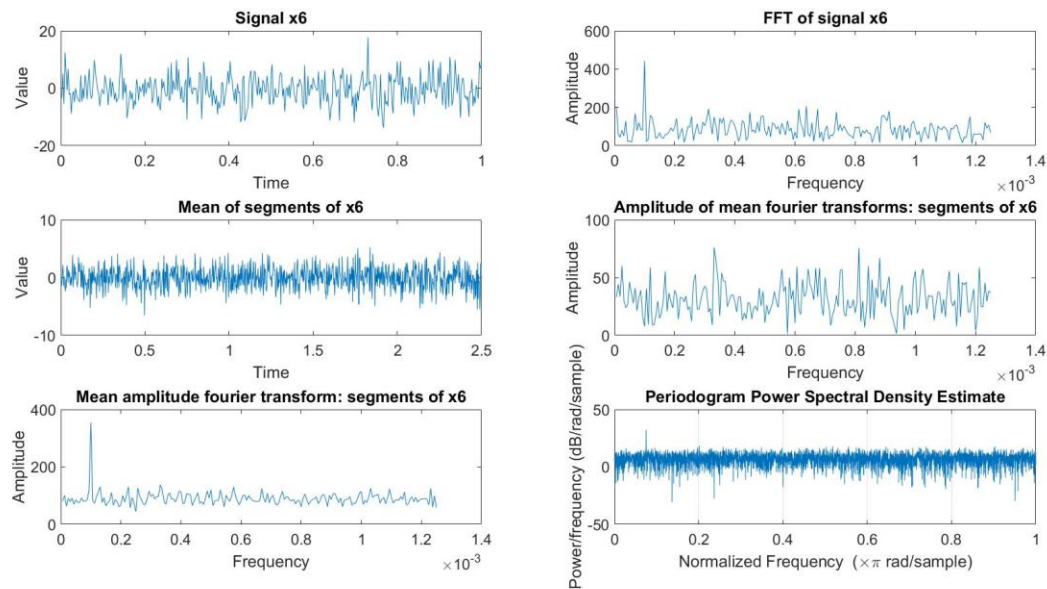 Signal x6
20
0
-20
Value
0 0.2 0.4 0.6 0.8 1
Time
FFT of signal x6
600
400
200
0
Amplitude
0 0.2 0.4 0.6 0.8 1 1.2 1.4
Frequency
×10-3
Mean of segments of x6
10
0
-10
Value
0 0.5 1 1.5 2 2.5
Time
Amplitude of mean fourier transforms: segments of x6
100
50
0
Amplitude
0 0.2 0.4 0.6 0.8 1 1.2 1.4
Frequency
×10-3
Mean amplitude fourier transform: segments of x6
400
200
0
Amplitude
0 0.2 0.4 0.6 0.8 1 1.2 1.4
Frequency
×10-3
Periodogram Power Spectral Density Estimate
50
0
-50
Power/frequency (dB/rad/sample)
0 0.2 0.4 0.6 0.8 1
Normalized Frequency (×π rad/sample)